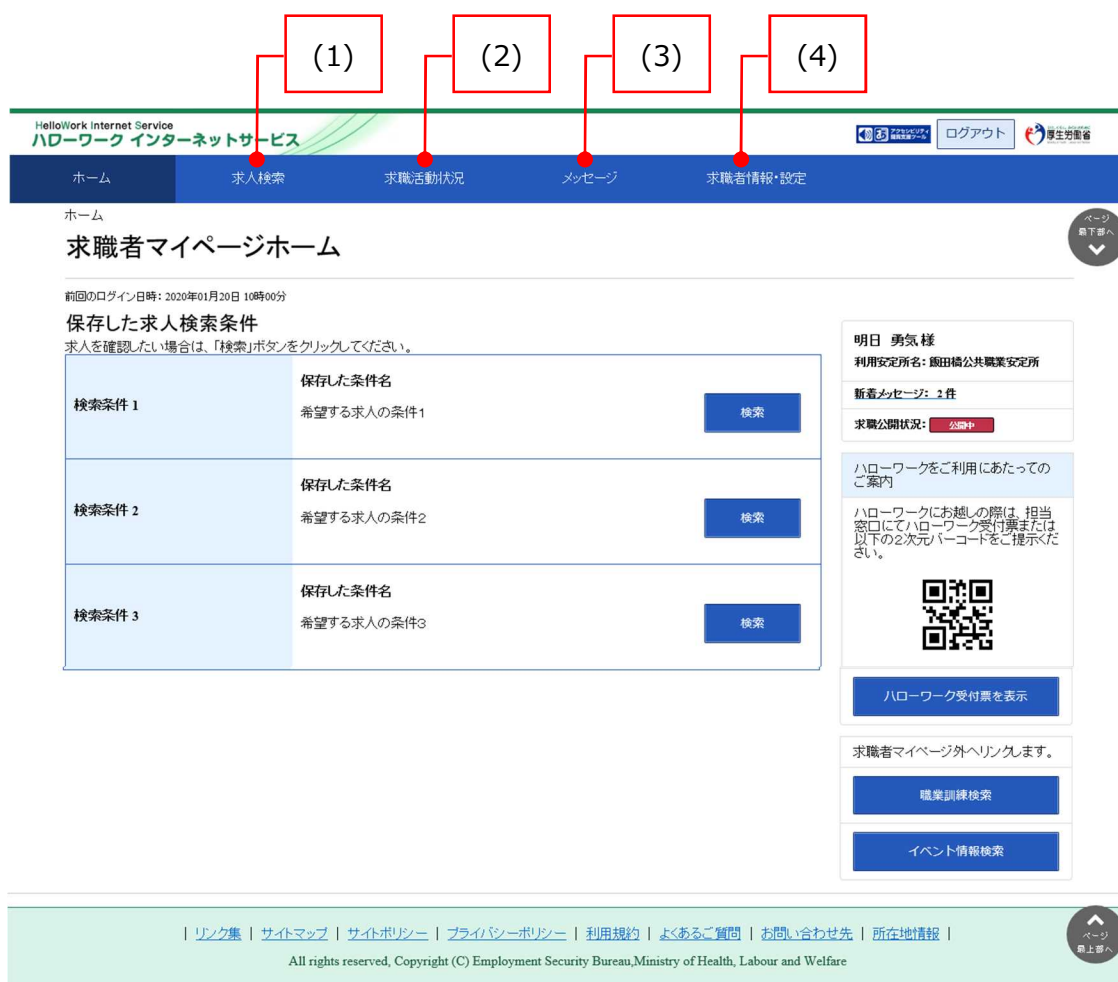 (1)
(2)
(3)
(4)
HelloWork Internet Service
ハローワーク インターネットサービス
ログアウト
厚生労働省
ホーム
求人検索
求職活動状況
メッセージ
求職者情報・設定
ホーム
ページ
最下部へ
求職者マイページホーム
前回のログイン日時：2020年01月20日 10時00分
保存した求人検索条件
求人を確認したい場合は、「検索」ボタンをクリックしてください。
検索条件 1
保存した条件名
希望する求人の条件1
検索
検索条件 2
保存した条件名
希望する求人の条件2
検索
検索条件 3
保存した条件名
希望する求人の条件3
検索
明日 勇気 様
利用安定所名：飯田橋公共職業安定所
新着メッセージ： 2 件
求職公開状況： 公開中
ハローワークをご利用にあたっての
ご案内
ハローワークにお越しの際は、担当
窓口にてハローワーク受付票または
以下の2次元バーコードをご提示くだ
さい。
ハローワーク受付票を表示
求職者マイページ外へリンクします。
職業訓練検索
イベント情報検索
| リンク集 | サイトマップ | サイトポリシー | プライバシーポリシー | 利用規約 | よくあるご質問 | お問い合わせ先 | 所在地情報 |
All rights reserved, Copyright (C) Employment Security Bureau,Ministry of Health, Labour and Welfare
ページ
最上部へ